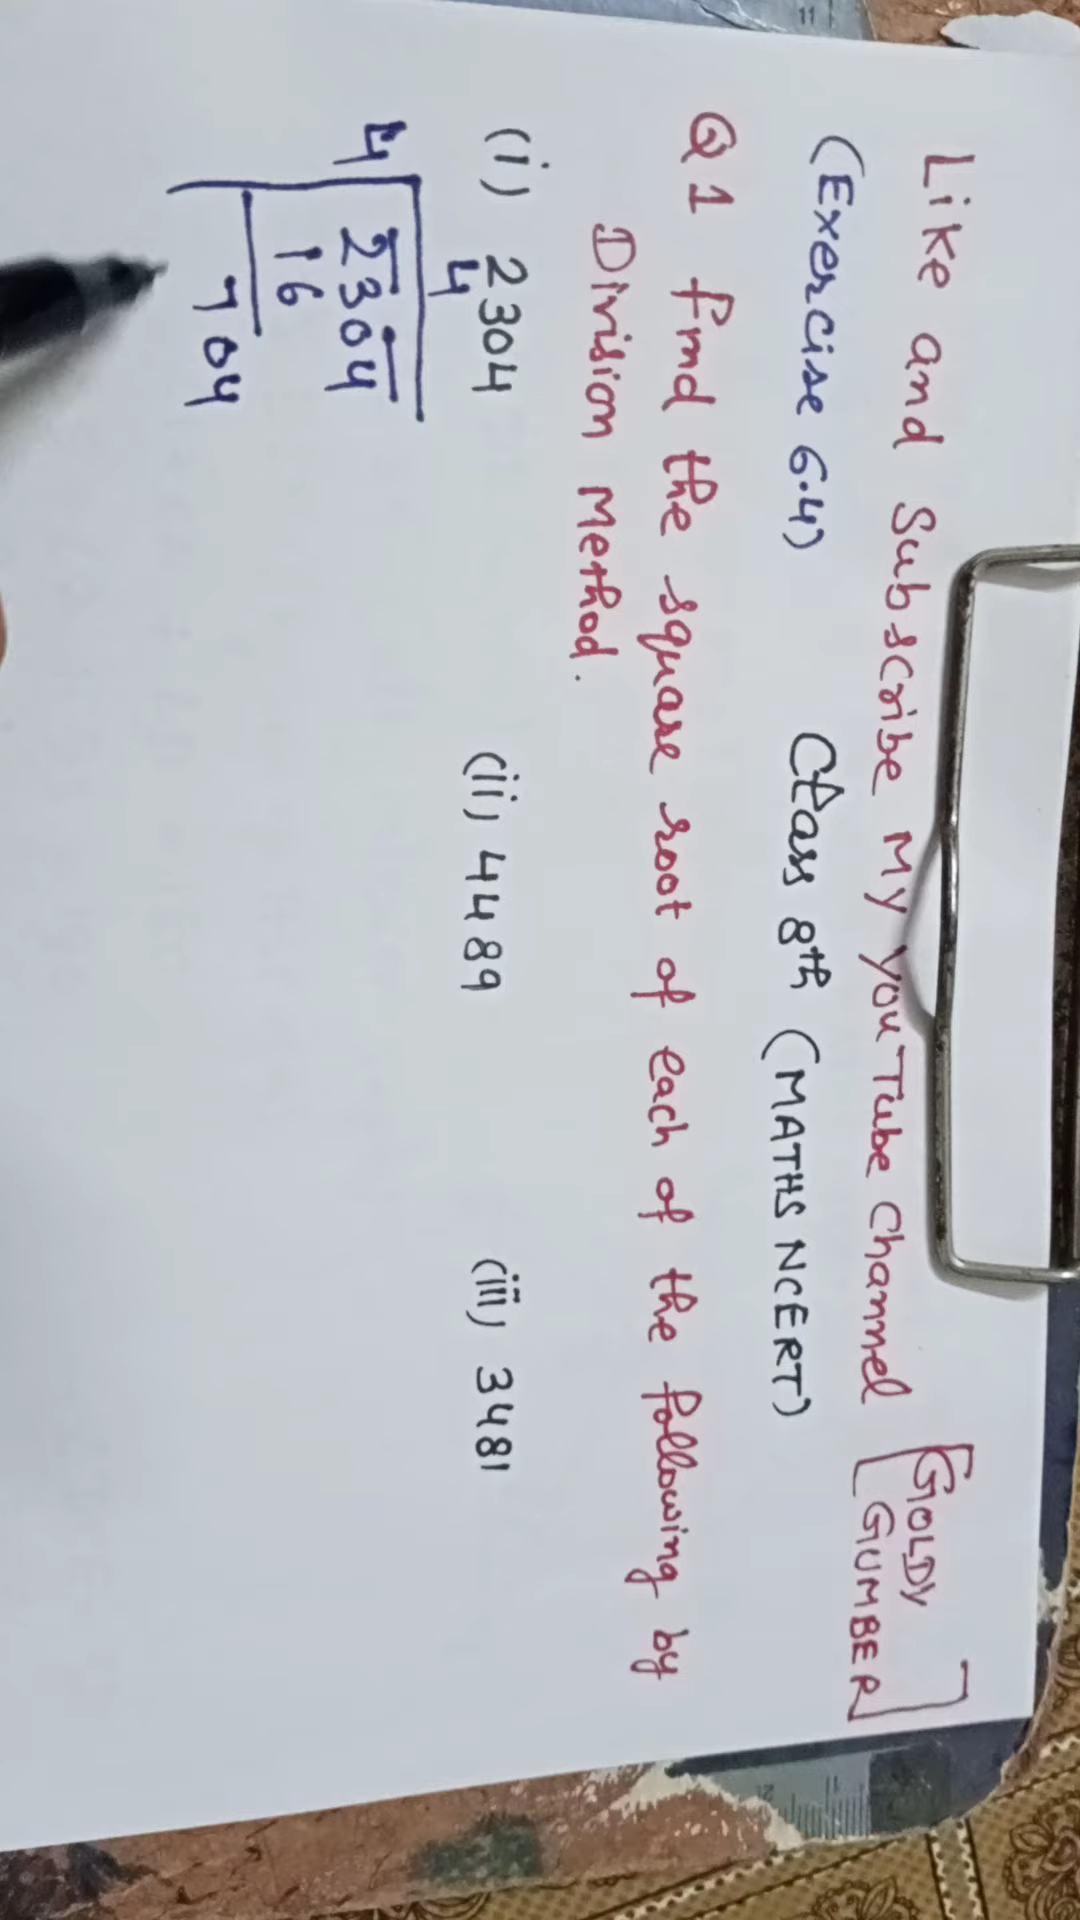 Like and Subscribe My YouTube Channel [GOLDY GUMBER]
(Exercise 6.4) Class 8th (MATHS NCERT)
Q1 find the square root of each of the following by
Division Method.
(i) 2304 (ii) 4489 (iii) 3481
4
4 2304
16
704